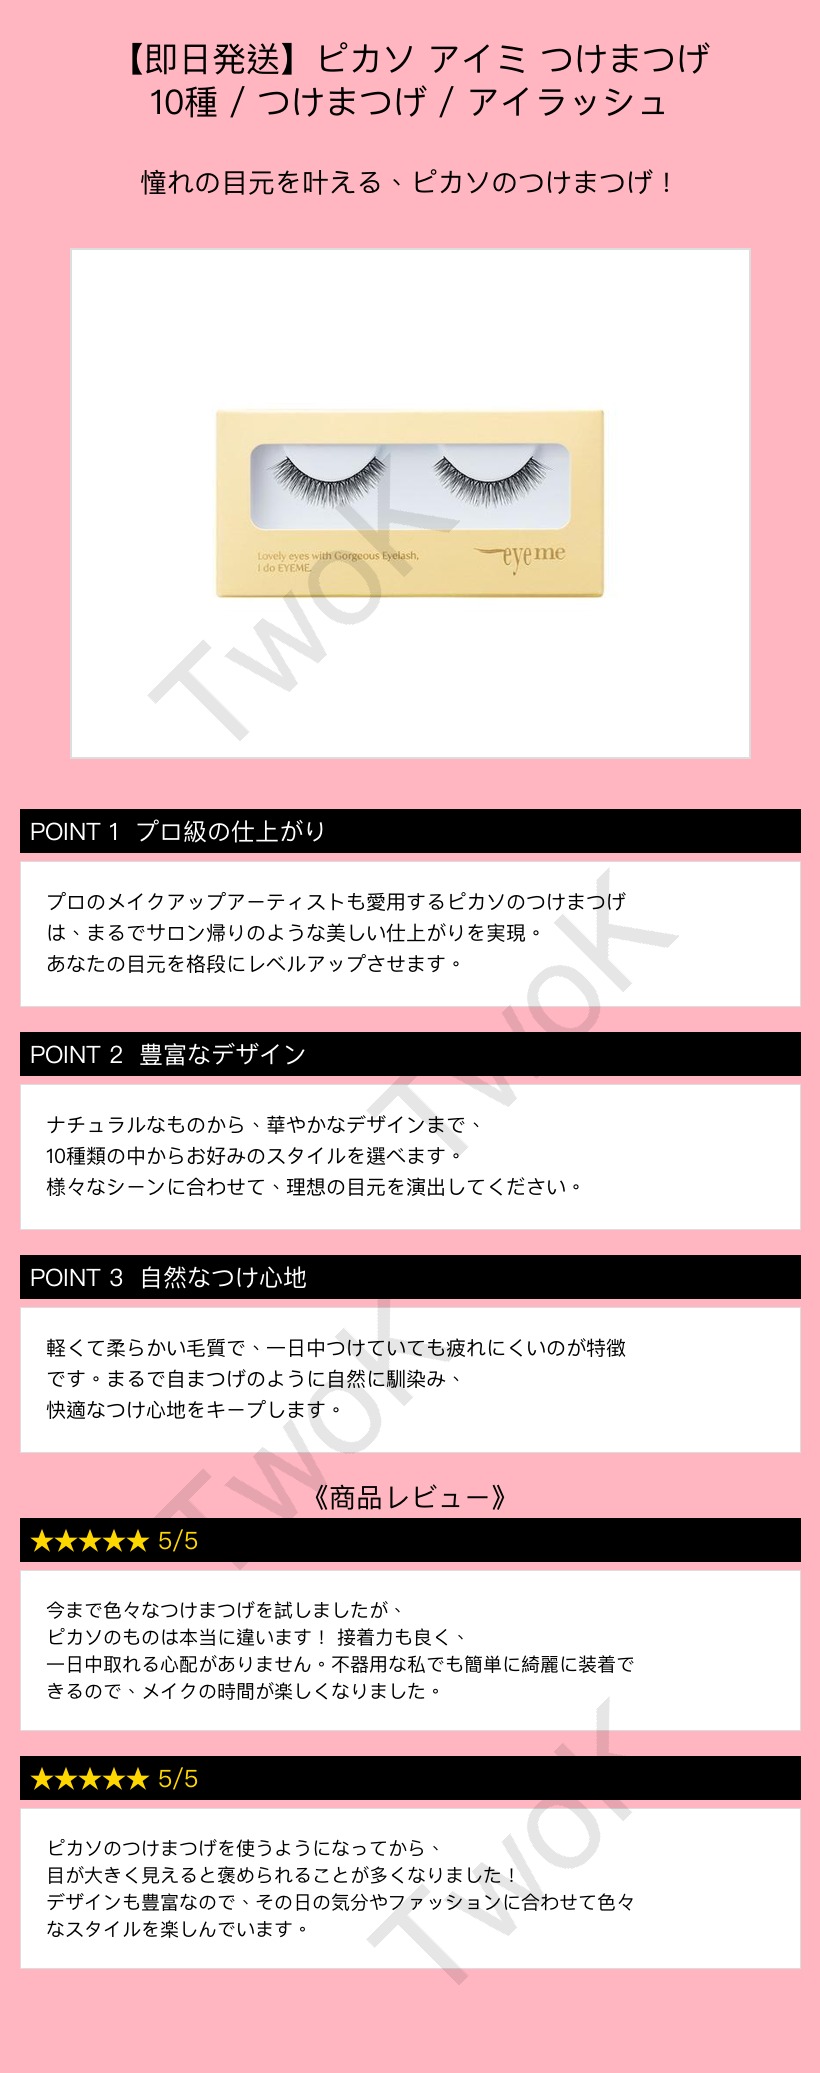 【即日発送】ピカソ アイミ つけまつげ
10種 / つけまつげ / アイラッシュ
憧れの目元を叶える、ピカソのつけまつげ！
Lovely eyes with Gorgeous Eyelash,
I do EYEME.
eyeme
TwoK
POINT 1 プロ級の仕上がり
プロのメイクアップアーティストも愛用するピカソのつけまつげ
は、まるでサロン帰りのような美しい仕上がりを実現。
あなたの目元を格段にレベルアップさせます。
TwoK
POINT 2 豊富なデザイン
ナチュラルなものから、華やかなデザインまで、
10種類の中からお好みのスタイルを選べます。
様々なシーンに合わせて、理想の目元を演出してください。
POINT 3 自然なつけ心地
軽くて柔らかい毛質で、一日中つけていても疲れにくいのが特徴
です。まるで自まつげのように自然に馴染み、
快適なつけ心地をキープします。
TwoK
《商品レビュー》
★★★★★ 5/5
今まで色々なつけまつげを試しましたが、
ピカソのものは本当に違います！ 接着力も良く、
一日中取れる心配がありません。不器用な私でも簡単に綺麗に装着で
きるので、メイクの時間が楽しくなりました。
★★★★★ 5/5
ピカソのつけまつげを使うようになってから、
目が大きく見えると褒められることが多くなりました！
デザインも豊富なので、その日の気分やファッションに合わせて色々
なスタイルを楽しんでいます。
TwoK